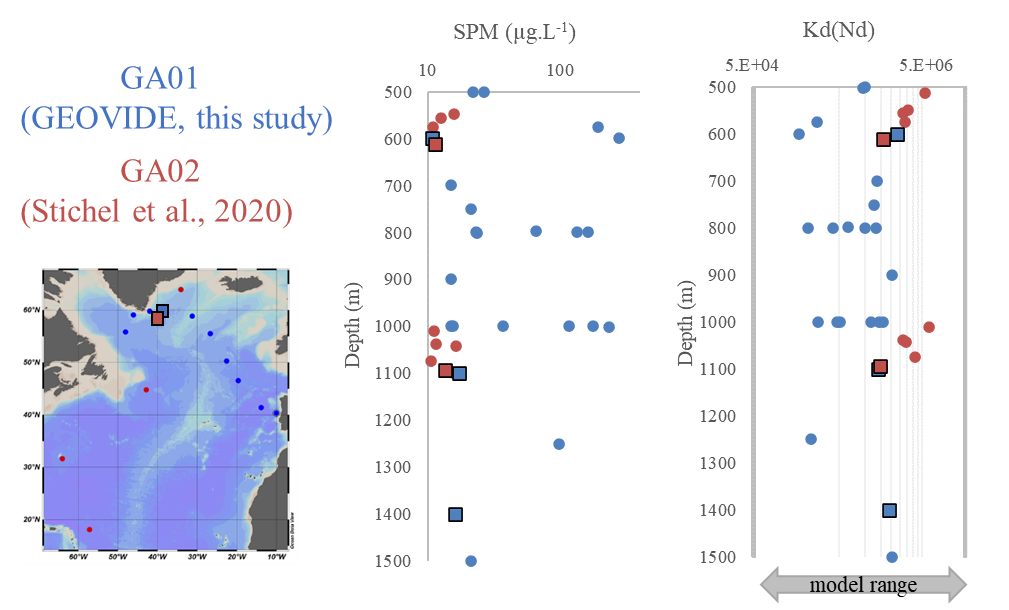 GA01
(GEOVIDE, this study)
GA02
(Stichel et al., 2020)
60°N
50°N
40°N
30°N
20°N
60°W
50°W
40°W
30°W
20°W
10°W
Ocean Data View
SPM (µg.L-1)
10
100
Depth (m)
500
600
700
800
900
1000
1100
1200
1300
1400
1500
Kd(Nd)
5.E+04
5.E+06
Depth (m)
500
600
700
800
900
1000
1100
1200
1300
1400
1500
model range